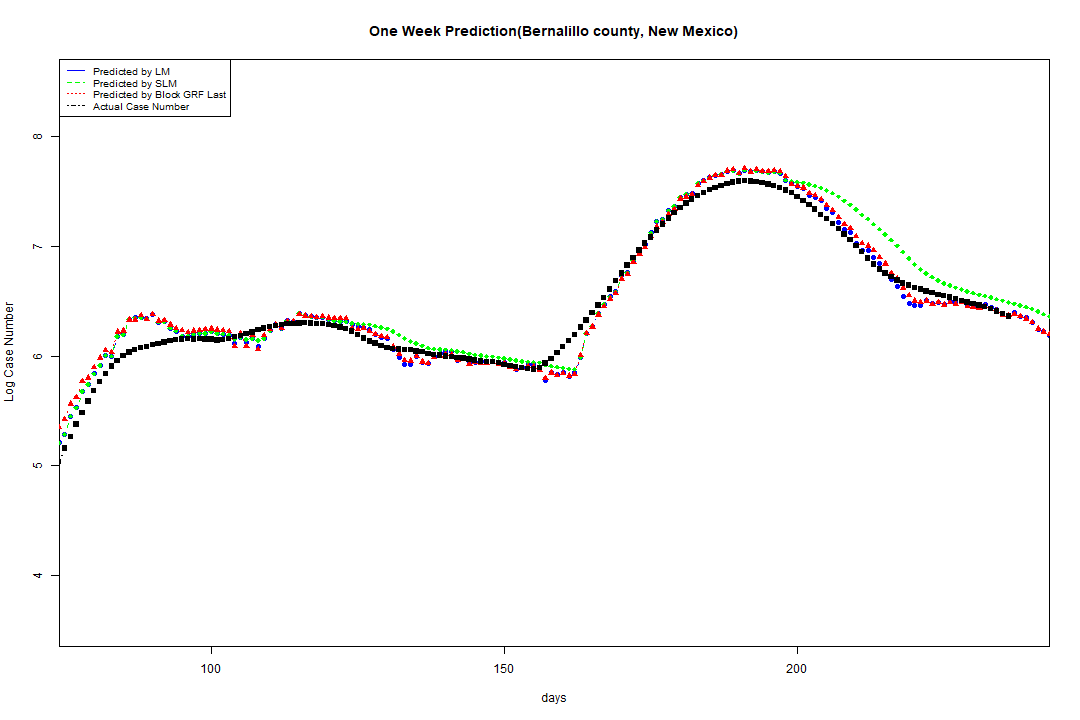 One Week Prediction(Bernalillo county, New Mexico)
Predicted by LM
Predicted by SLM
Predicted by Block GRF Last
Actual Case Number
8
7
6
5
4
Log Case Number
100 150 200
days